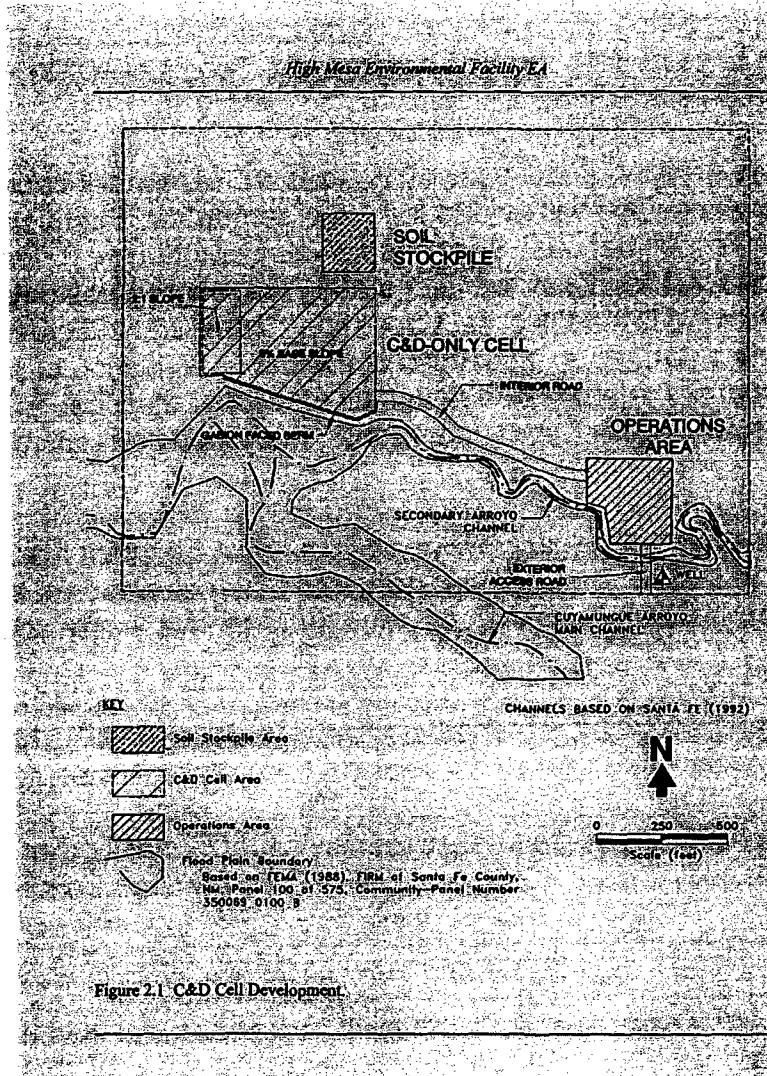 High Mesa Environmental Facility EA
SOIL
STOCKPILE
SLOPE
C&D-ONLY CELL
BASE SLOPE
INTERIOR ROAD
OPERATIONS
AREA
GABION FACED BERM
SECONDARY ARROYO
CHANNEL
EXTERIOR
ACCESS ROAD
WELL
CUYAMUNGUE ARROYO
MAIN CHANNEL
KEY
CHANNELS BASED ON SANTA FE (1992)
Soil Stockpile Area
N
C&D Cell Area
Operations Area
0 250 500
Scale (feet)
Flood Plain Boundary
Based on FEMA (1988), FIRM of Santa Fe County,
NM, Panel 100 of 575, Community-Panel Number
350069 0100 B
Figure 2.1 C&D Cell Development.